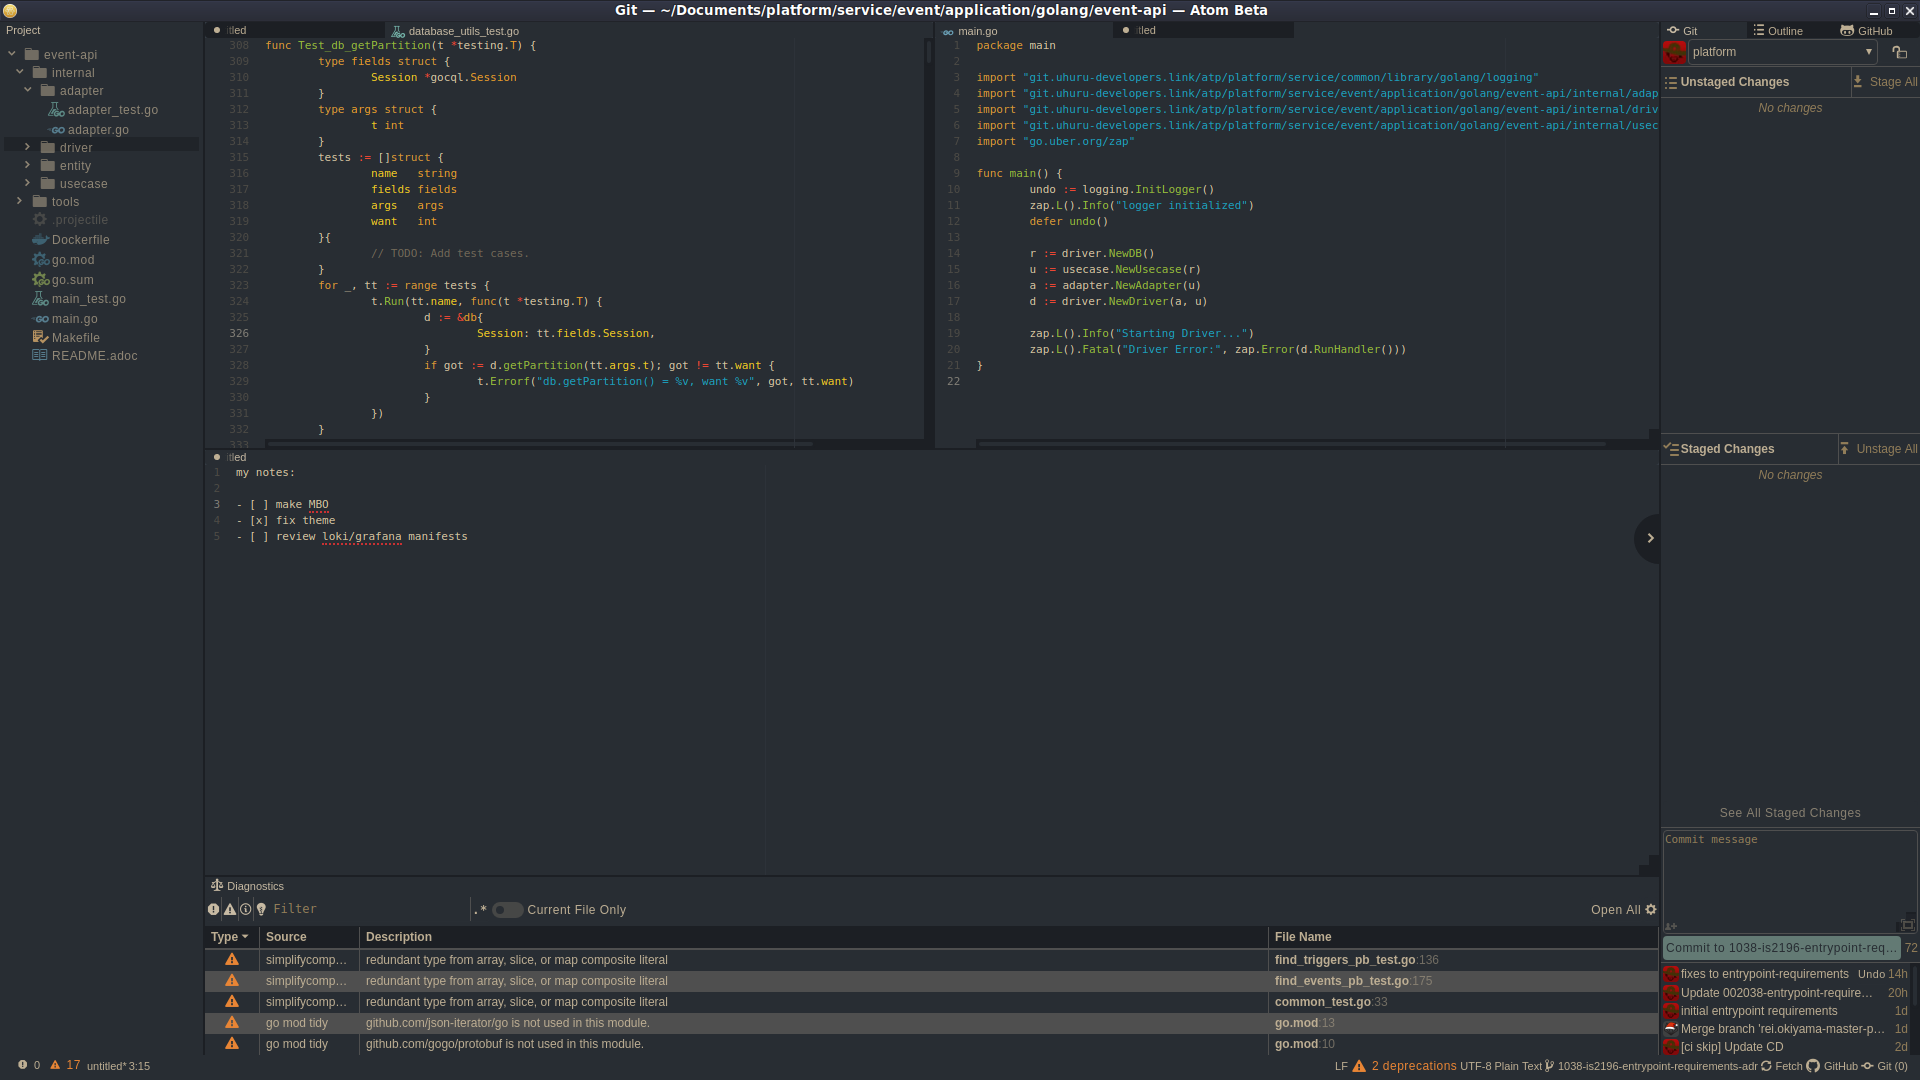 Git — ~/Documents/platform/service/event/application/golang/event-api — Atom Beta
Project
event-api
internal
adapter
adapter_test.go
adapter.go
driver
entity
usecase
tools
.projectile
Dockerfile
go.mod
go.sum
main_test.go
main.go
Makefile
README.adoc
database_utils_test.go
308 func Test_db_getPartition(t *testing.T) {
309 type fields struct {
310 Session *gocql.Session
311 }
312 type args struct {
313 t int
314 }
315 tests := []struct {
316 name string
317 fields fields
318 args args
319 want int
320 }{
321 // TODO: Add test cases.
322 }
323 for _, tt := range tests {
324 t.Run(tt.name, func(t *testing.T) {
325 d := &db{
326 Session: tt.fields.Session,
327 }
328 if got := d.getPartition(tt.args.t); got != tt.want {
329 t.Errorf("db.getPartition() = %v, want %v", got, tt.want)
330 }
331 })
332 }
333
main.go
1 package main
2
3 import "git.uhuru-developers.link/atp/platform/service/common/library/golang/logging"
4 import "git.uhuru-developers.link/atp/platform/service/event/application/golang/event-api/internal/adap
5 import "git.uhuru-developers.link/atp/platform/service/event/application/golang/event-api/internal/driv
6 import "git.uhuru-developers.link/atp/platform/service/event/application/golang/event-api/internal/usec
7 import "go.uber.org/zap"
8
9 func main() {
10 undo := logging.InitLogger()
11 zap.L().Info("logger initialized")
12 defer undo()
13
14 r := driver.NewDB()
15 u := usecase.NewUsecase(r)
16 a := adapter.NewAdapter(u)
17 d := driver.NewDriver(a, u)
18
19 zap.L().Info("Starting Driver...")
20 zap.L().Fatal("Driver Error:", zap.Error(d.RunHandler()))
21 }
22
1 my notes:
2
3 - [ ] make MBO
4 - [x] fix theme
5 - [ ] review loki/grafana manifests
Diagnostics
Filter .* Current File Only Open All
Type Source Description File Name
simplifycomp... redundant type from array, slice, or map composite literal find_triggers_pb_test.go:136
simplifycomp... redundant type from array, slice, or map composite literal find_events_pb_test.go:175
simplifycomp... redundant type from array, slice, or map composite literal common_test.go:33
go mod tidy github.com/json-iterator/go is not used in this module. go.mod:13
go mod tidy github.com/gogo/protobuf is not used in this module. go.mod:10
Git Outline GitHub
platform
Unstaged Changes Stage All
No changes
Staged Changes Unstage All
No changes
See All Staged Changes
Commit message
Commit to 1038-is2196-entrypoint-req... 72
fixes to entrypoint-requirements Undo 14h
Update 002038-entrypoint-require... 20h
initial entrypoint requirements 1d
Merge branch 'rei.okiyama-master-p... 1d
[ci skip] Update CD 2d
0 17 untitled* 3:15
LF 2 deprecations UTF-8 Plain Text 1038-is2196-entrypoint-requirements-adr Fetch GitHub Git (0)